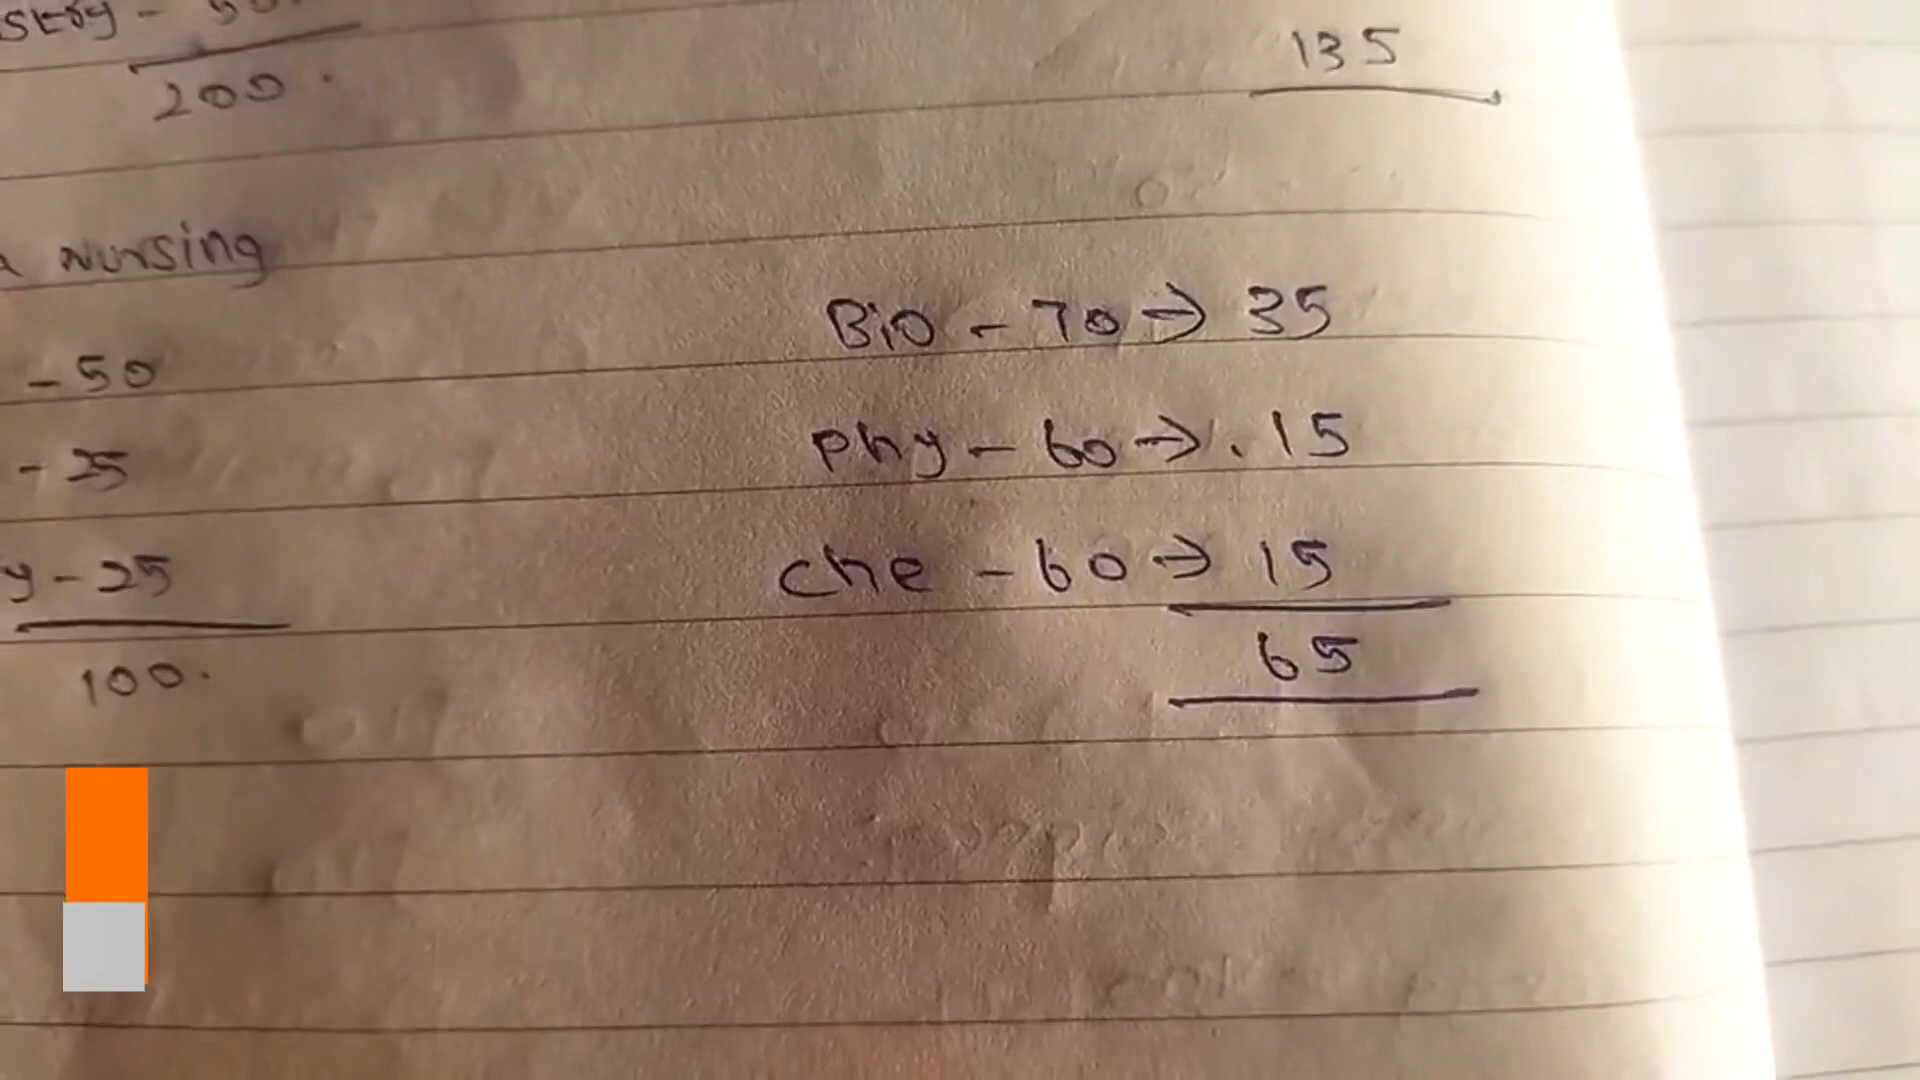 200.
135
nursing
- 50
- 25
y - 25
100.
Bio - 70 → 35
Phy - 60 → . 15
Che - 60 → 15
65